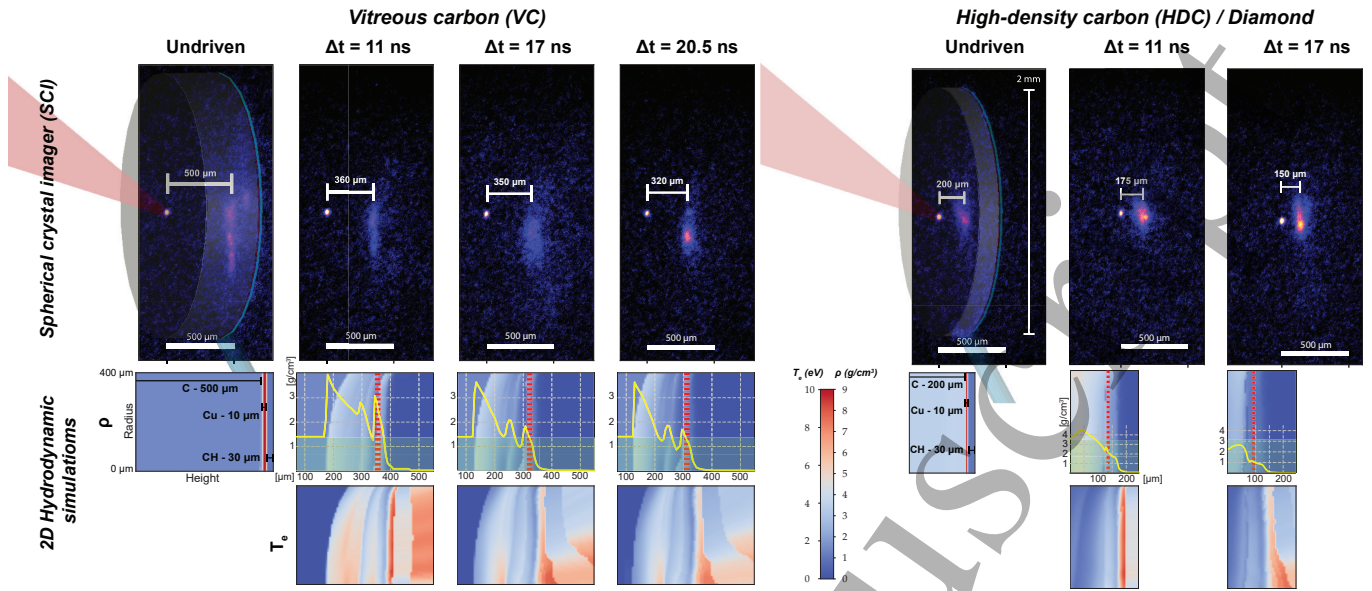 Vitreous carbon (VC)
High-density carbon (HDC) / Diamond
Undriven
Δt = 11 ns
Δt = 17 ns
Δt = 20.5 ns
Undriven
Δt = 11 ns
Δt = 17 ns
Spherical crystal imager (SCI)
500 µm
360 µm
350 µm
320 µm
2 mm
200 µm
175 µm
150 µm
500 µm
500 µm
500 µm
500 µm
500 µm
500 µm
500 µm
2D Hydrodynamic
simulatioms
ρ
400 µm
Radius
0 µm
C - 500 µm
Cu - 10 µm
CH - 30 µm
Height
[µm]
[g/cm³]
3
2
1
100 200 300 400 500
3
2
1
100 200 300 400 500
3
2
1
100 200 300 400 500
Tₑ
Tₑ (eV)
ρ (g/cm³)
10
8
6
4
2
0
9
8
7
6
5
4
3
2
1
0
C - 200 µm
Cu - 10 µm
CH - 30 µm
[g/cm³]
4
3
2
1
100 200
[µm]
4
3
2
1
100 200
uscript